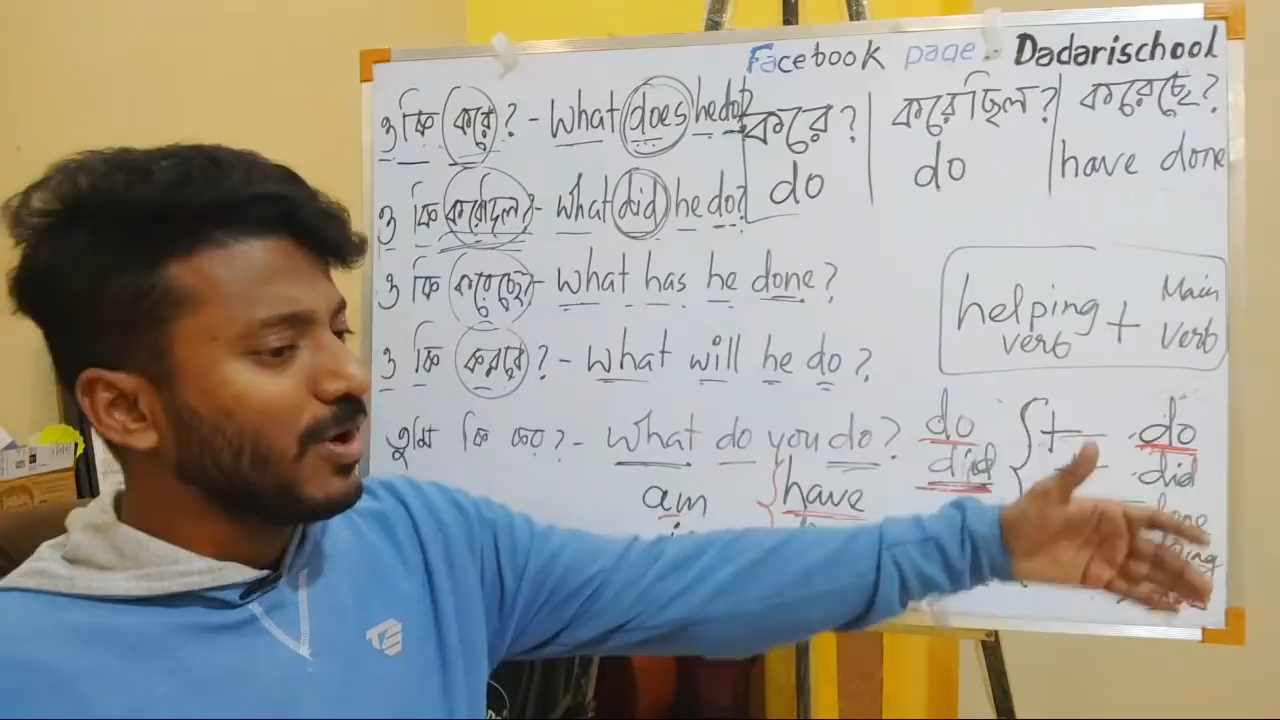 Facebook page :- Dadarischool
ও কি করে? - What does he do?
করে? | করেছিল? | করেছে?
do | do | have done
ও কি করেছিল? - What did he do?
ও কি করেছে? - What has he done?
helping verb + Main verb
ও কি করবে? - What will he do?
তুমি কি কর? - What do you do?
do
did
am
have
+
do
did
TE